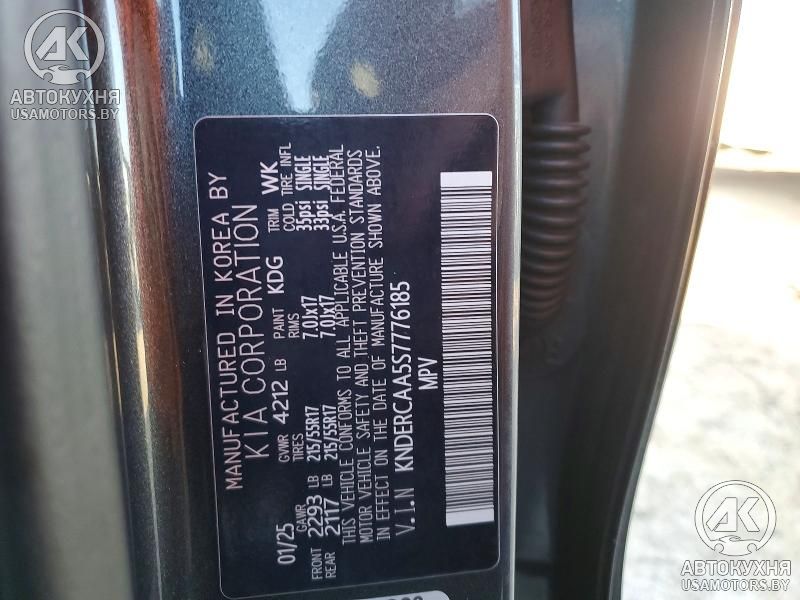 AK
АВТОКУХНЯ
USAMOTORS.BY
MANUFACTURED IN KOREA BY
KIA CORPORATION
01/25 GVWR 4212 LB PAINT KDG TRIM WK
GAWR TIRES RIMS COLD TIRE INFL
FRONT 2293 LB 215/55R17 7.0Jx17 35psi SINGLE
REAR 2117 LB 215/55R17 7.0Jx17 33psi SINGLE
THIS VEHICLE CONFORMS TO ALL APPLICABLE U.S.A. FEDERAL
MOTOR VEHICLE SAFETY AND THEFT PREVENTION STANDARDS
IN EFFECT ON THE DATE OF MANUFACTURE SHOWN ABOVE.
V.I.N KNDERCAA5S7776185
MPV
AK
АВТОКУХНЯ
USAMOTORS.BY